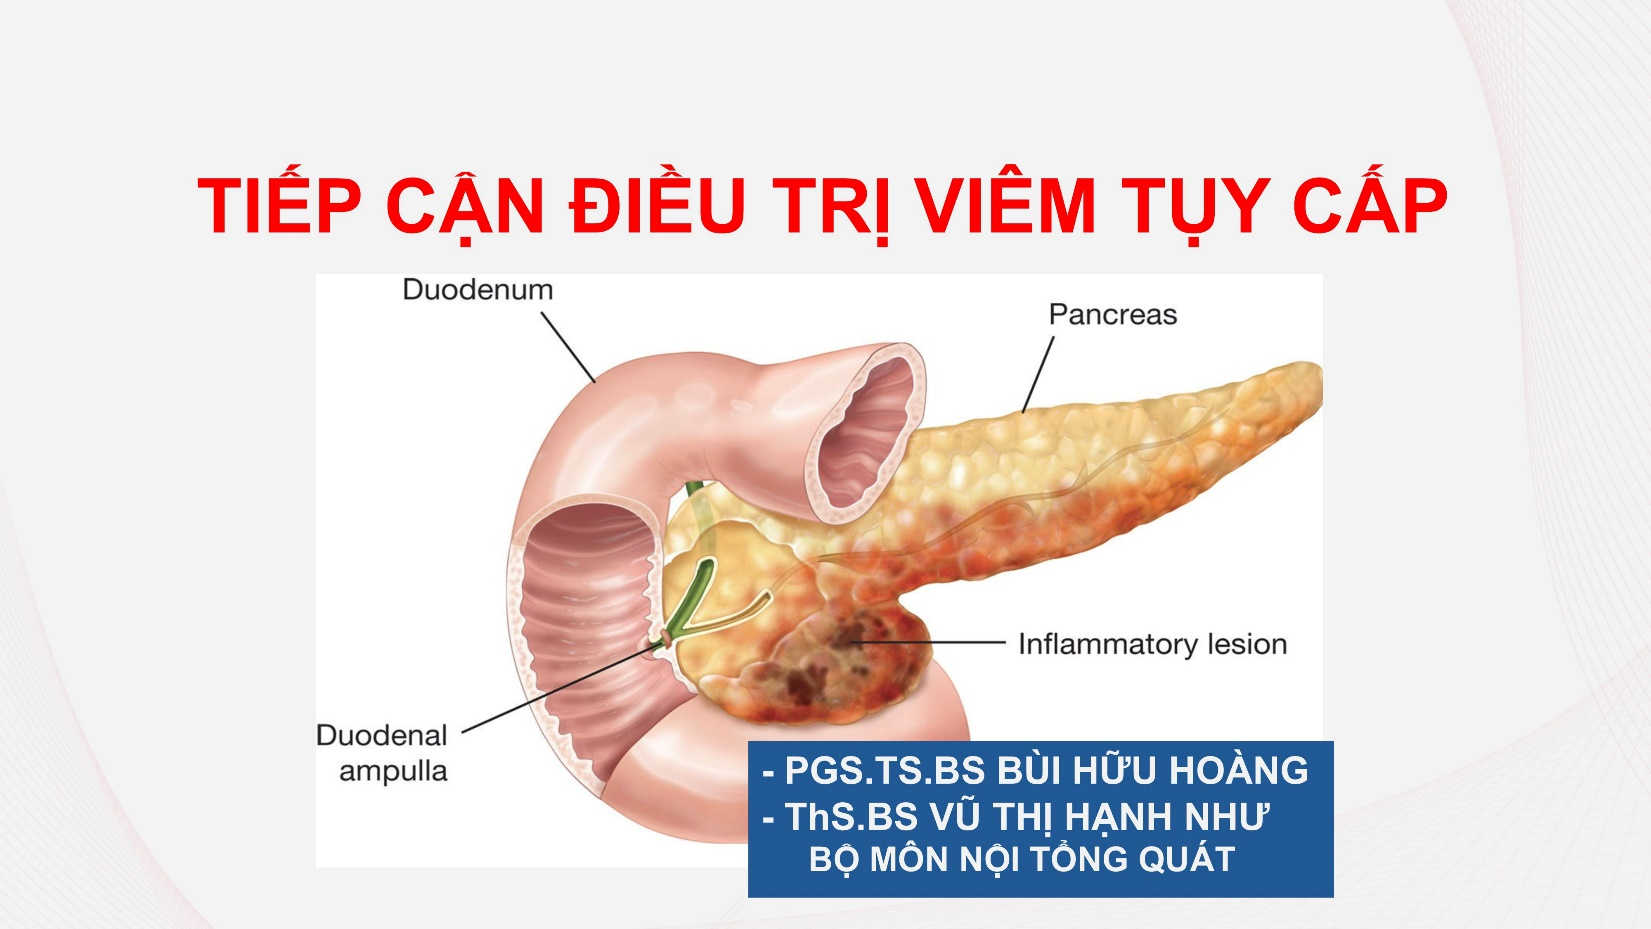 TIẾP CẬN ĐIỀU TRỊ VIÊM TỤY CẤP
Duodenum
Pancreas
Inflammatory lesion
Duodenal
ampulla
- PGS.TS.BS BÙI HỮU HOÀNG
- ThS.BS VŨ THỊ HẠNH NHƯ
BỘ MÔN NỘI TỔNG QUÁT